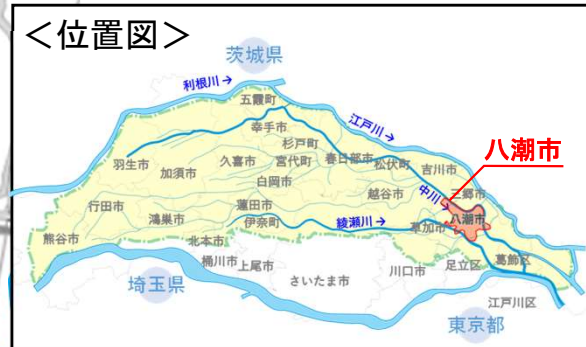 <位置図>
茨城県
利根川→
五霞町
江戸川→
幸手市
杉戸町
羽生市
加須市
久喜市
宮代町
春日部市
松伏町
吉川市
八潮市
白岡市
中川
三郷市
行田市
蓮田市
越谷市
鴻巣市
伊奈町
綾瀬川→
八潮市
草加市
熊谷市
北本市
桶川市
上尾市
川口市
足立区
葛飾区
埼玉県
さいたま市
江戸川区
東京都